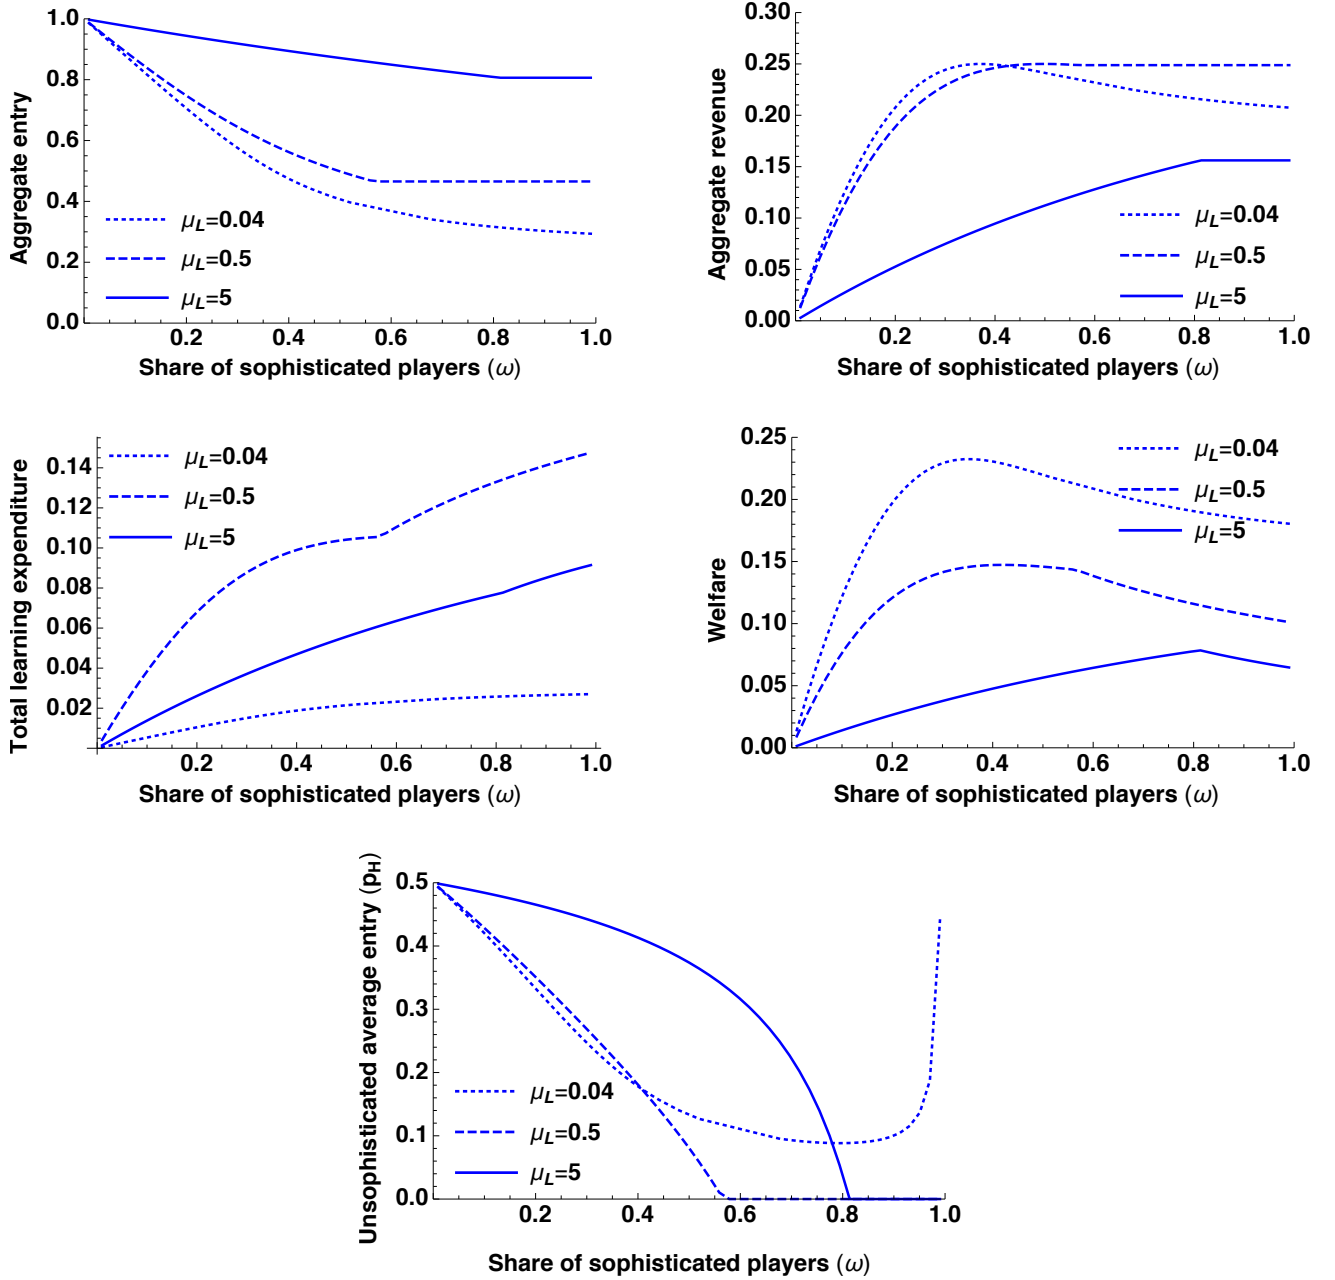 1.0
0.8
0.6
0.4
0.2
0.0
0.2 0.4 0.6 0.8 1.0
Aggregate entry
Share of sophisticated players (ω)
μL=0.04
μL=0.5
μL=5
0.30
0.25
0.20
0.15
0.10
0.05
0.00
0.2 0.4 0.6 0.8 1.0
Aggregate revenue
Share of sophisticated players (ω)
μL=0.04
μL=0.5
μL=5
0.14
0.12
0.10
0.08
0.06
0.04
0.02
0.2 0.4 0.6 0.8 1.0
Total learning expenditure
Share of sophisticated players (ω)
μL=0.04
μL=0.5
μL=5
0.25
0.20
0.15
0.10
0.05
0.00
0.2 0.4 0.6 0.8 1.0
Welfare
Share of sophisticated players (ω)
μL=0.04
μL=0.5
μL=5
0.5
0.4
0.3
0.2
0.1
0.0
0.2 0.4 0.6 0.8 1.0
Unsophisticated average entry (pH)
Share of sophisticated players (ω)
μL=0.04
μL=0.5
μL=5